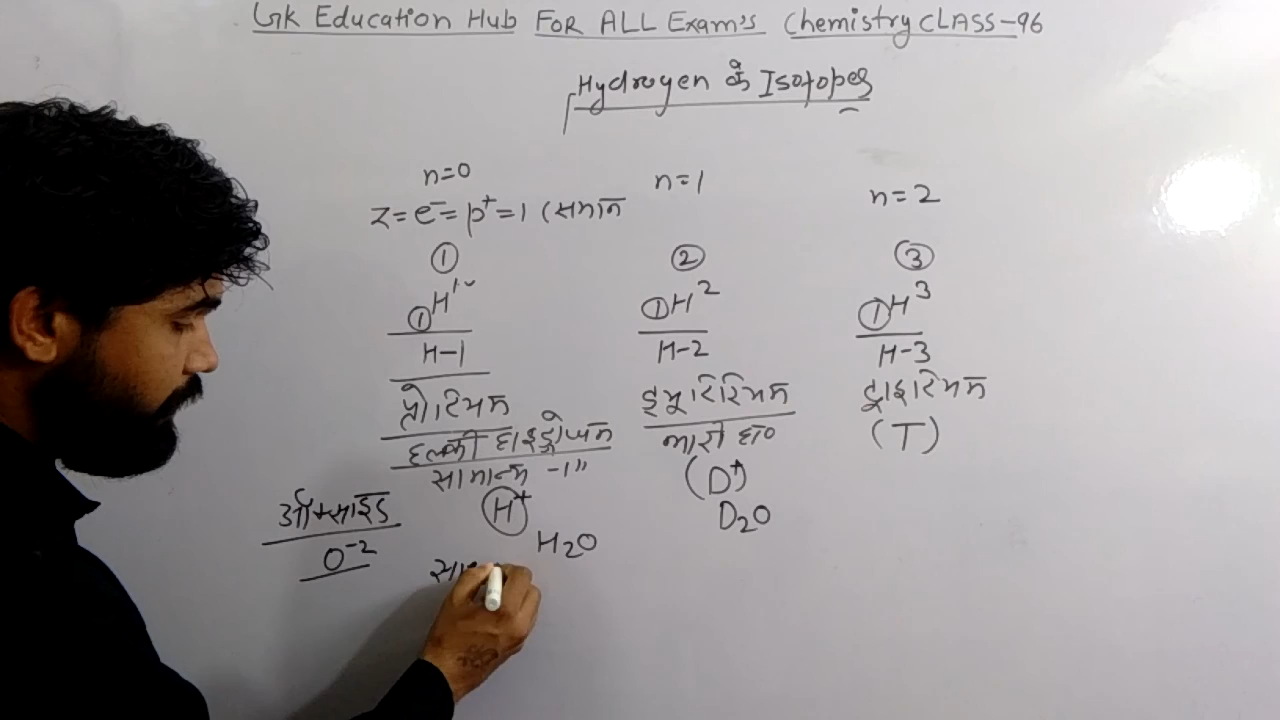 GK Education Hub FOR ALL Exam's Chemistry CLASS-96
Hydrogen के Isotopes
n=0 n=1 n=2
Z=e⁻=p⁺=1 (समान
① ② ③
₁H¹ ₁H² ₁H³
H-1 H-2 H-3
प्रोटियम ड्यूटिरियम ट्राइटियम
हल्की हाइड्रोजन भारी हा० (T)
सामान्य -1" (D⁺)
ऑक्साइड H⁺ D₂O
O⁻² H₂O
सा